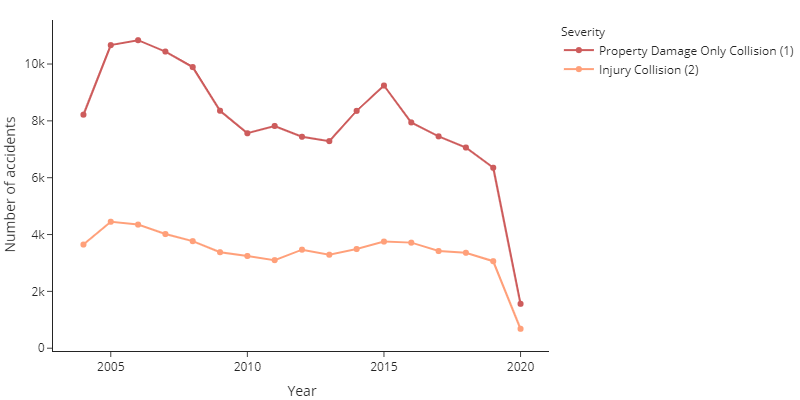 Severity
Property Damage Only Collision (1)
Injury Collision (2)
Number of accidents
10k
8k
6k
4k
2k
0
2005
2010
2015
2020
Year